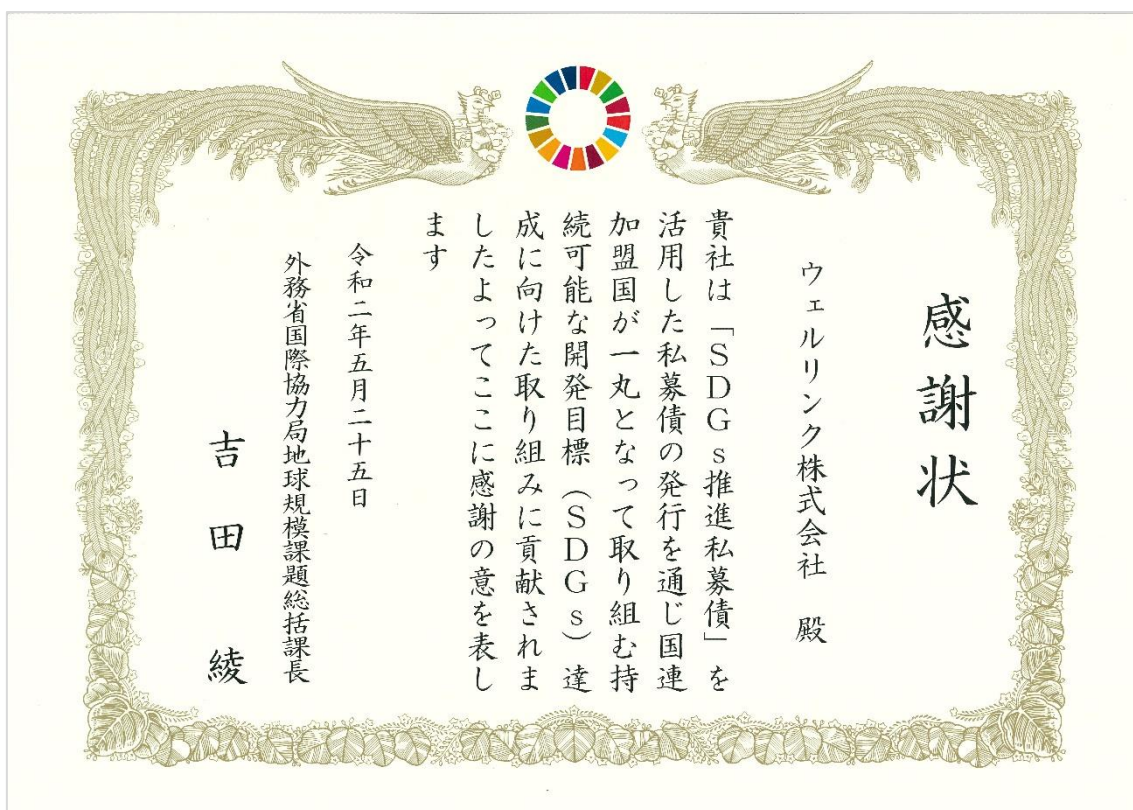 感謝状
ウェルリンク株式会社 殿
貴社は「SDGs推進私募債」を
活用した私募債の発行を通じ国連
加盟国が一丸となって取り組む持
続可能な開発目標（SDGs）達
成に向けた取り組みに貢献されま
したよってここに感謝の意を表し
ます
令和二年五月二十五日
外務省国際協力局地球規模課題総括課長
吉田 綾